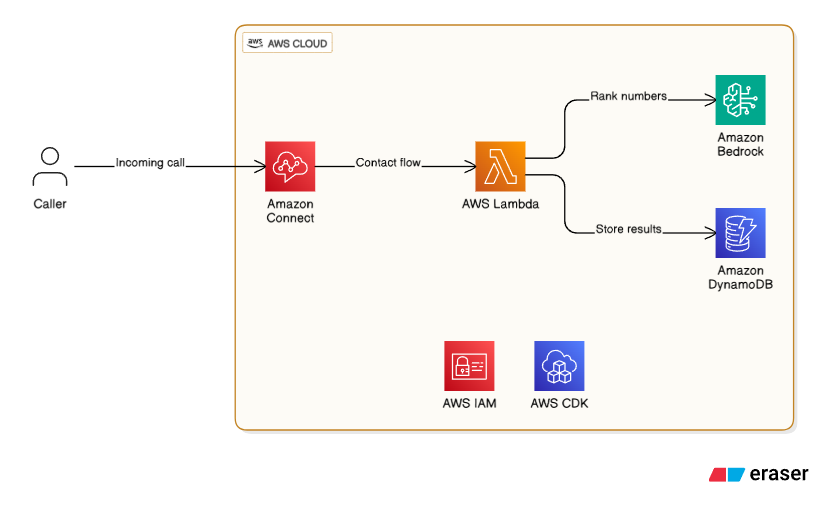 aws AWS CLOUD
Rank numbers
Amazon
Bedrock
Incoming call
Contact flow
Caller
Amazon
Connect
AWS Lambda
Store results
Amazon
DynamoDB
AWS IAM
AWS CDK
eraser